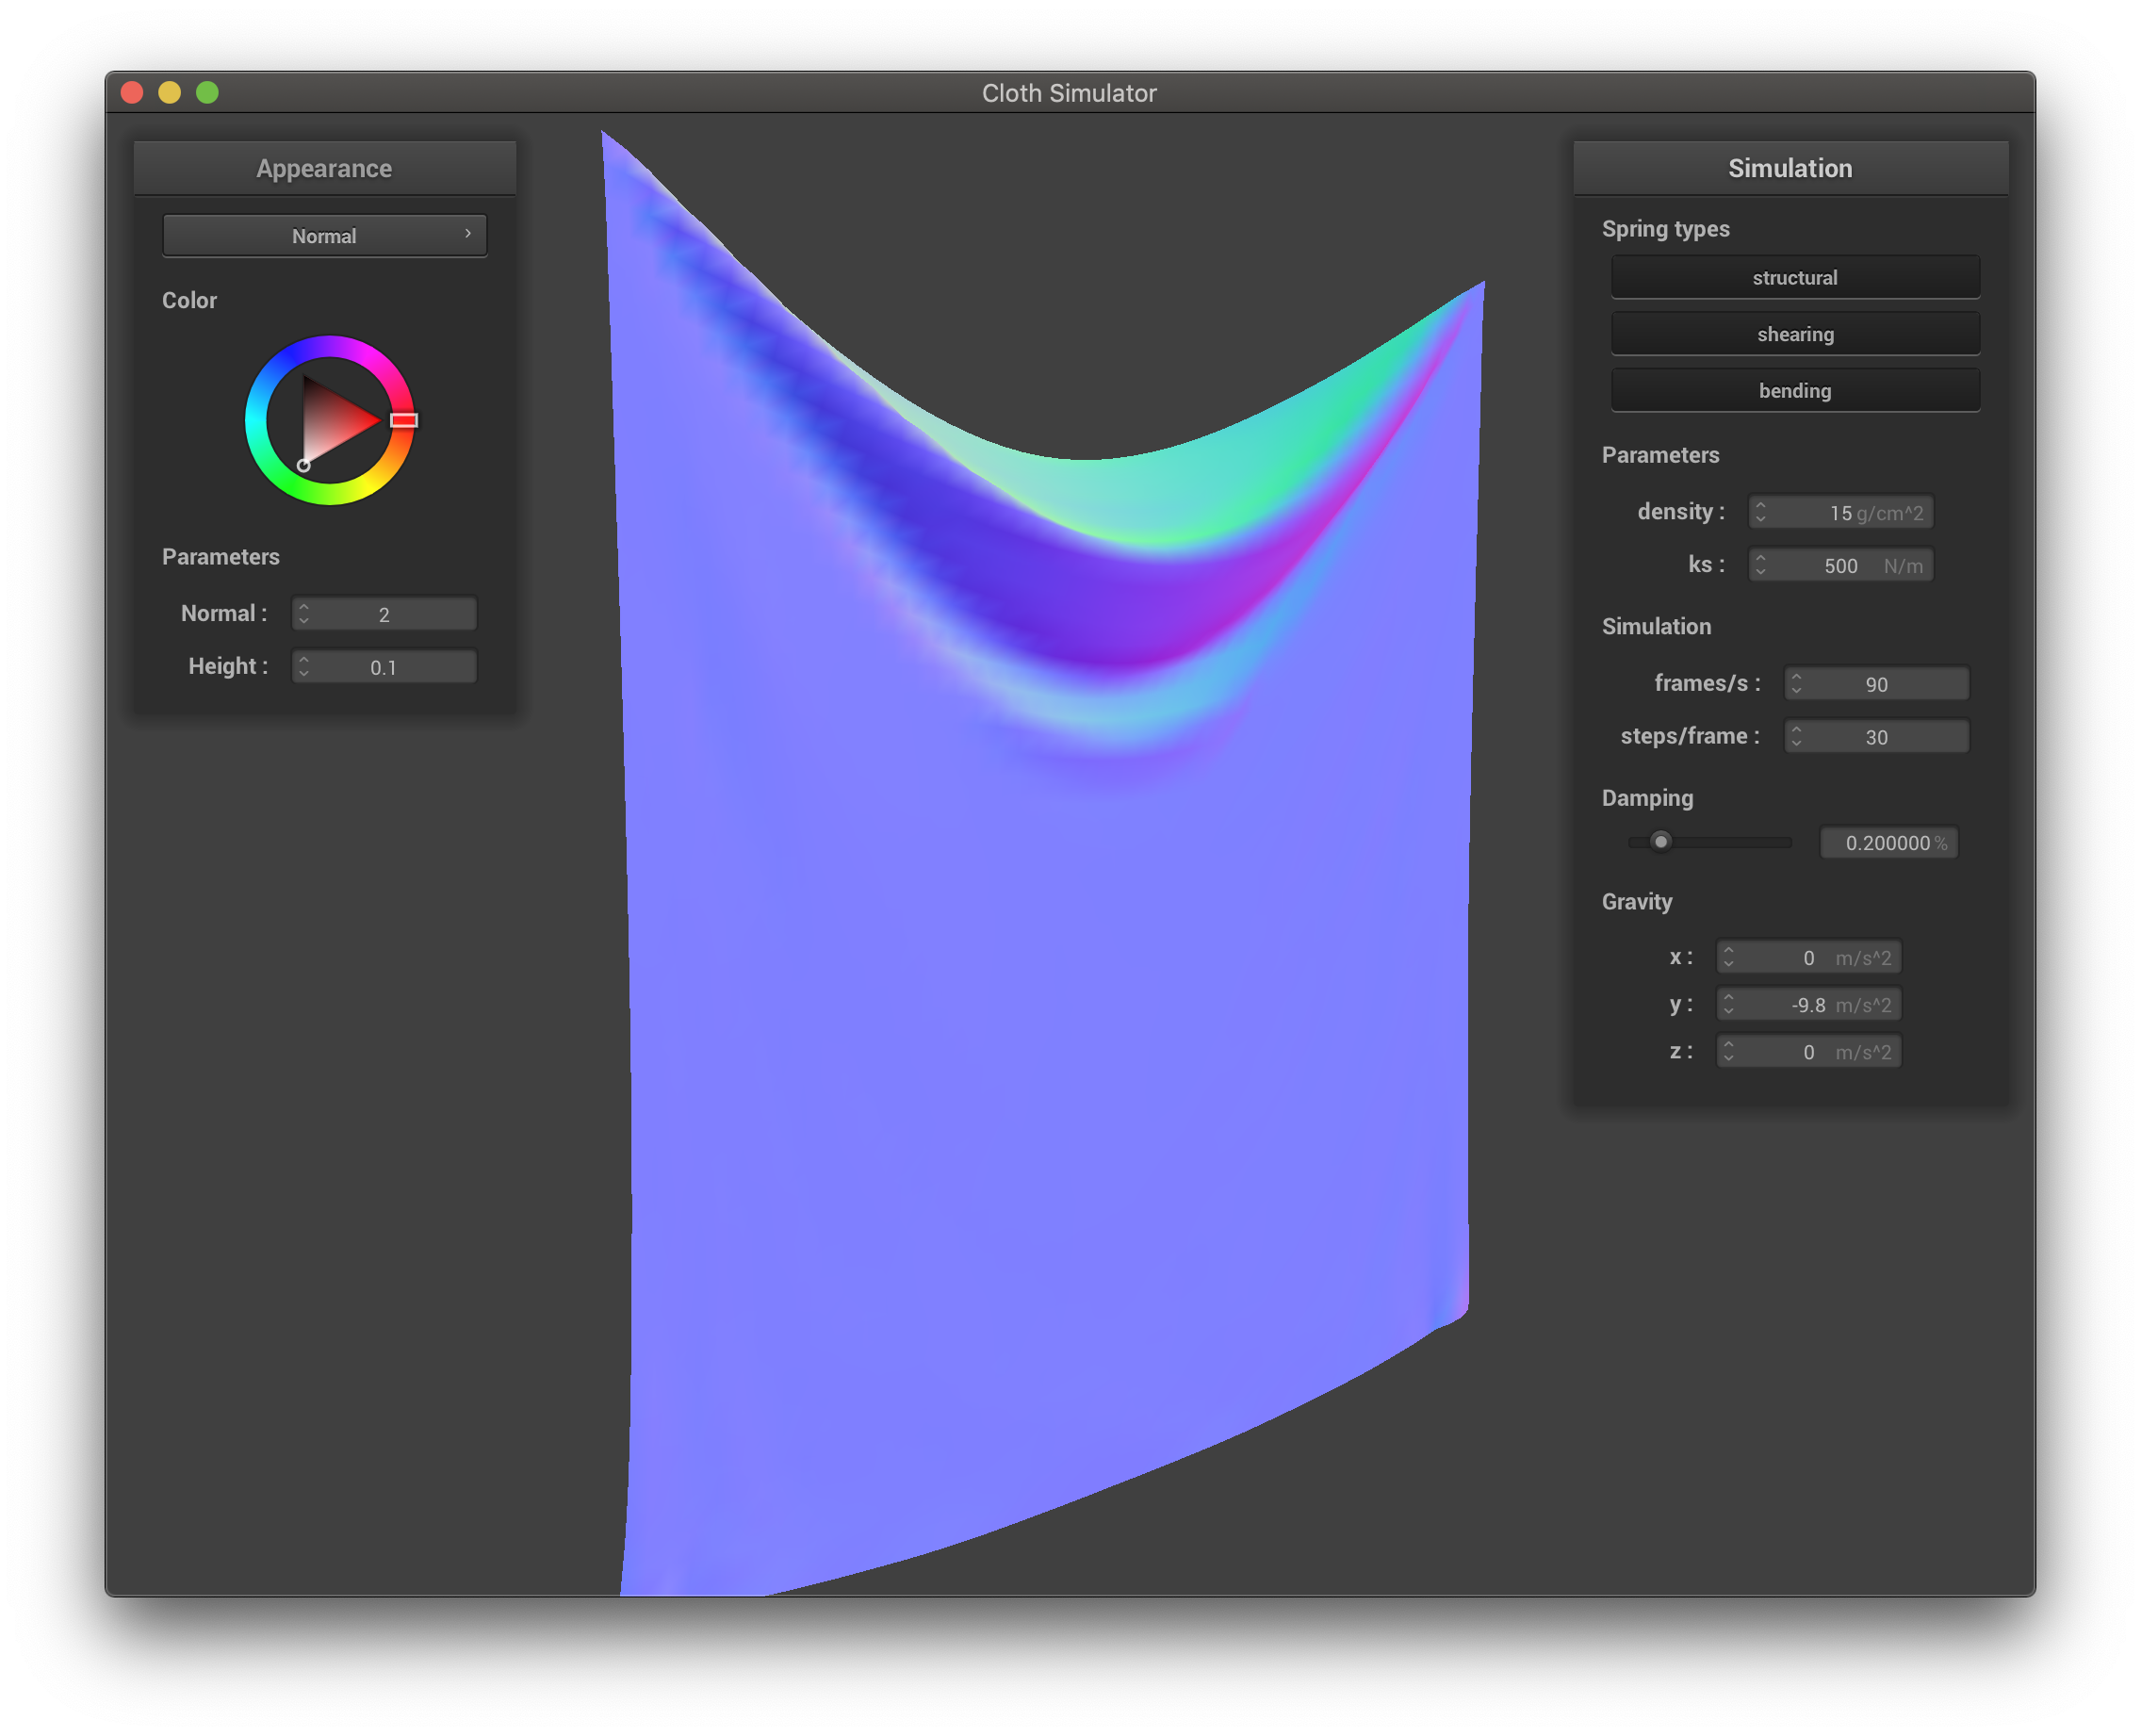 Cloth Simulator
Appearance
Normal
Color
Parameters
Normal : 2
Height : 0.1
Simulation
Spring types
structural
shearing
bending
Parameters
density : 15 g/cm^2
ks : 500 N/m
Simulation
frames/s : 90
steps/frame : 30
Damping
0.200000 %
Gravity
x : 0 m/s^2
y : -9.8 m/s^2
z : 0 m/s^2